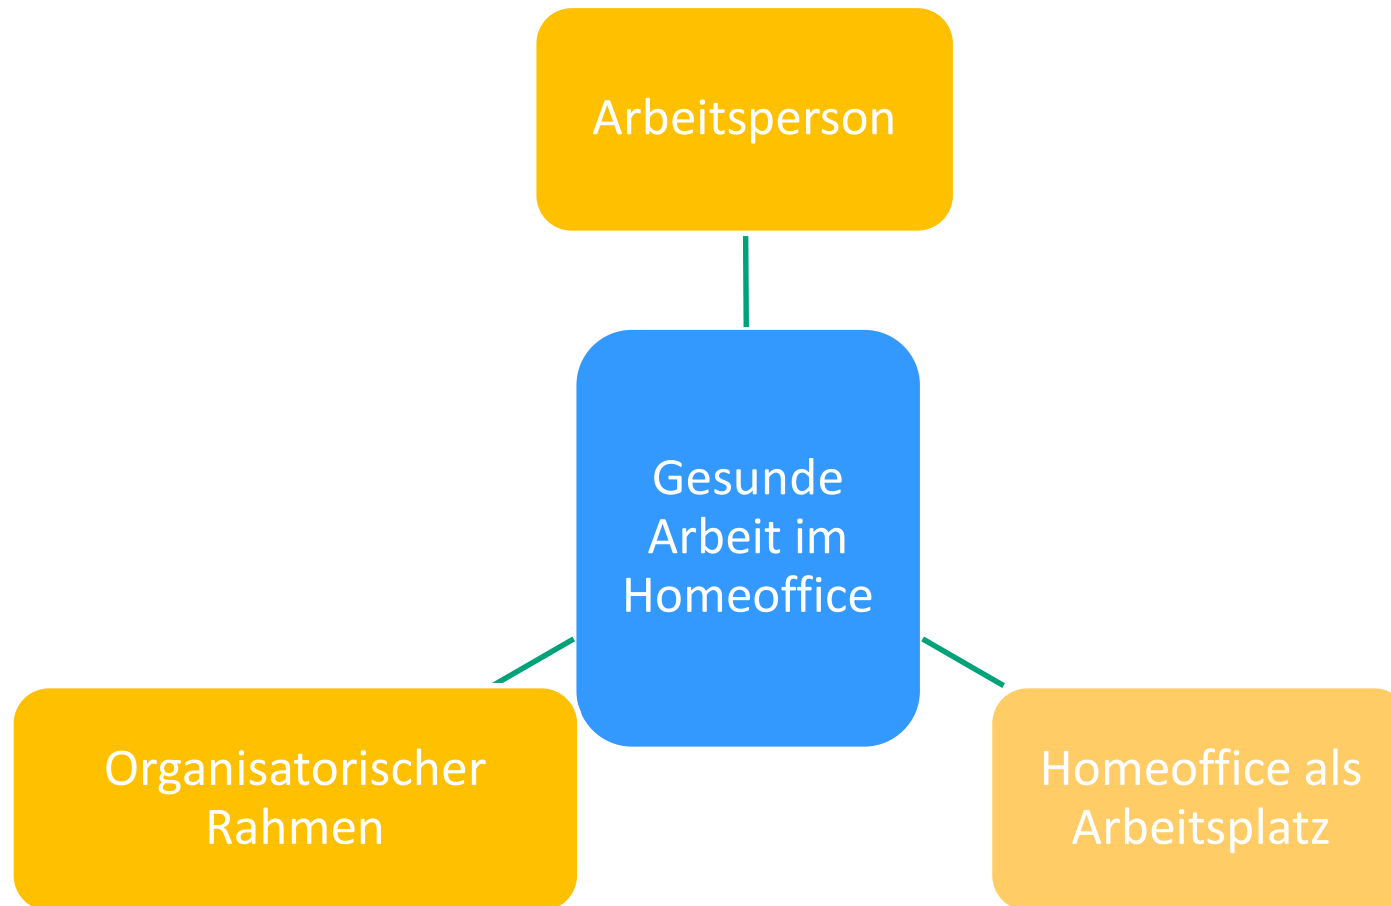 Arbeitsperson
Gesunde
Arbeit im
Homeoffice
Organisatorischer
Rahmen
Homeoffice als
Arbeitsplatz